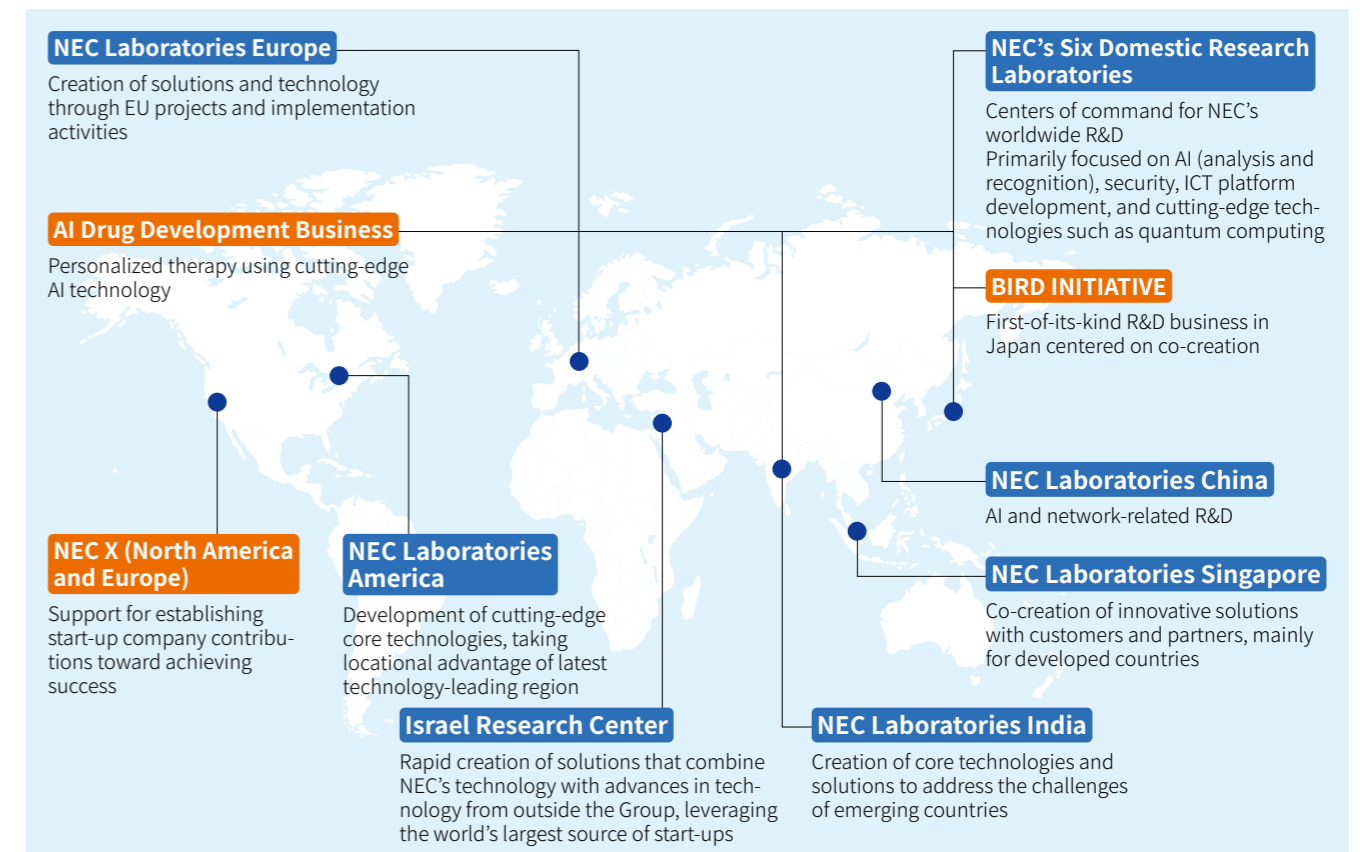 NEC Laboratories Europe
Creation of solutions and technology
through EU projects and implementation
activities
AI Drug Development Business
Personalized therapy using cutting-edge
AI technology
NEC X (North America
and Europe)
Support for establishing
start-up company contribu-
tions toward achieving
success
NEC Laboratories
America
Development of cutting-edge
core technologies, taking
locational advantage of latest
technology-leading region
Israel Research Center
Rapid creation of solutions that combine
NEC’s technology with advances in tech-
nology from outside the Group, leveraging
the world’s largest source of start-ups
NEC’s Six Domestic Research
Laboratories
Centers of command for NEC’s
worldwide R&D
Primarily focused on AI (analysis and
recognition), security, ICT platform
development, and cutting-edge tech-
nologies such as quantum computing
BIRD INITIATIVE
First-of-its-kind R&D business in
Japan centered on co-creation
NEC Laboratories China
AI and network-related R&D
NEC Laboratories Singapore
Co-creation of innovative solutions
with customers and partners, mainly
for developed countries
NEC Laboratories India
Creation of core technologies and
solutions to address the challenges
of emerging countries